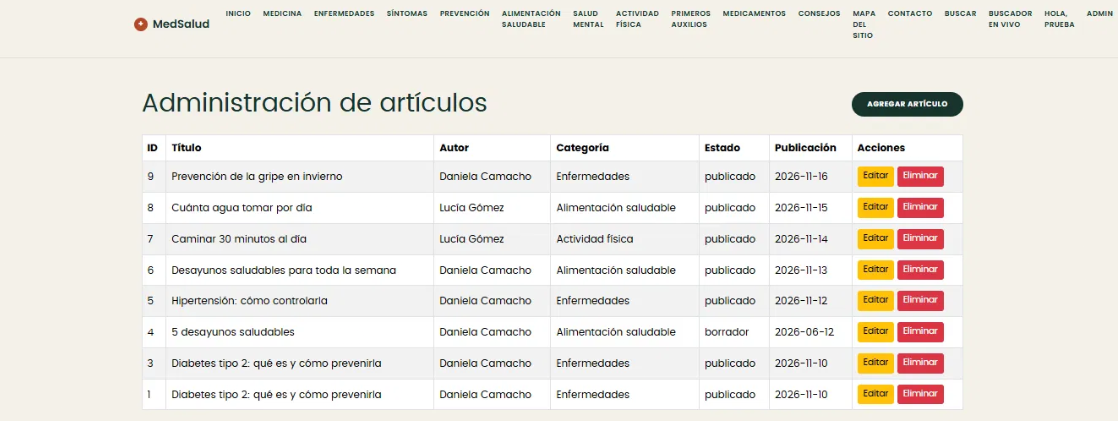 MedSalud
INICIO MEDICINA ENFERMEDADES SÍNTOMAS PREVENCIÓN ALIMENTACIÓN SALUDABLE SALUD MENTAL ACTIVIDAD FÍSICA PRIMEROS AUXILIOS MEDICAMENTOS CONSEJOS MAPA DEL SITIO CONTACTO BUSCAR BUSCADOR EN VIVO HOLA, PRUEBA ADMIN
Administración de artículos
AGREGAR ARTÍCULO
ID Título Autor Categoría Estado Publicación Acciones
9 Prevención de la gripe en invierno Daniela Camacho Enfermedades publicado 2026-11-16 Editar Eliminar
8 Cuánta agua tomar por día Lucía Gómez Alimentación saludable publicado 2026-11-15 Editar Eliminar
7 Caminar 30 minutos al día Lucía Gómez Actividad física publicado 2026-11-14 Editar Eliminar
6 Desayunos saludables para toda la semana Daniela Camacho Alimentación saludable publicado 2026-11-13 Editar Eliminar
5 Hipertensión: cómo controlarla Daniela Camacho Enfermedades publicado 2026-11-12 Editar Eliminar
4 5 desayunos saludables Daniela Camacho Alimentación saludable borrador 2026-06-12 Editar Eliminar
3 Diabetes tipo 2: qué es y cómo prevenirla Daniela Camacho Enfermedades publicado 2026-11-10 Editar Eliminar
1 Diabetes tipo 2: qué es y cómo prevenirla Daniela Camacho Enfermedades publicado 2026-11-10 Editar Eliminar